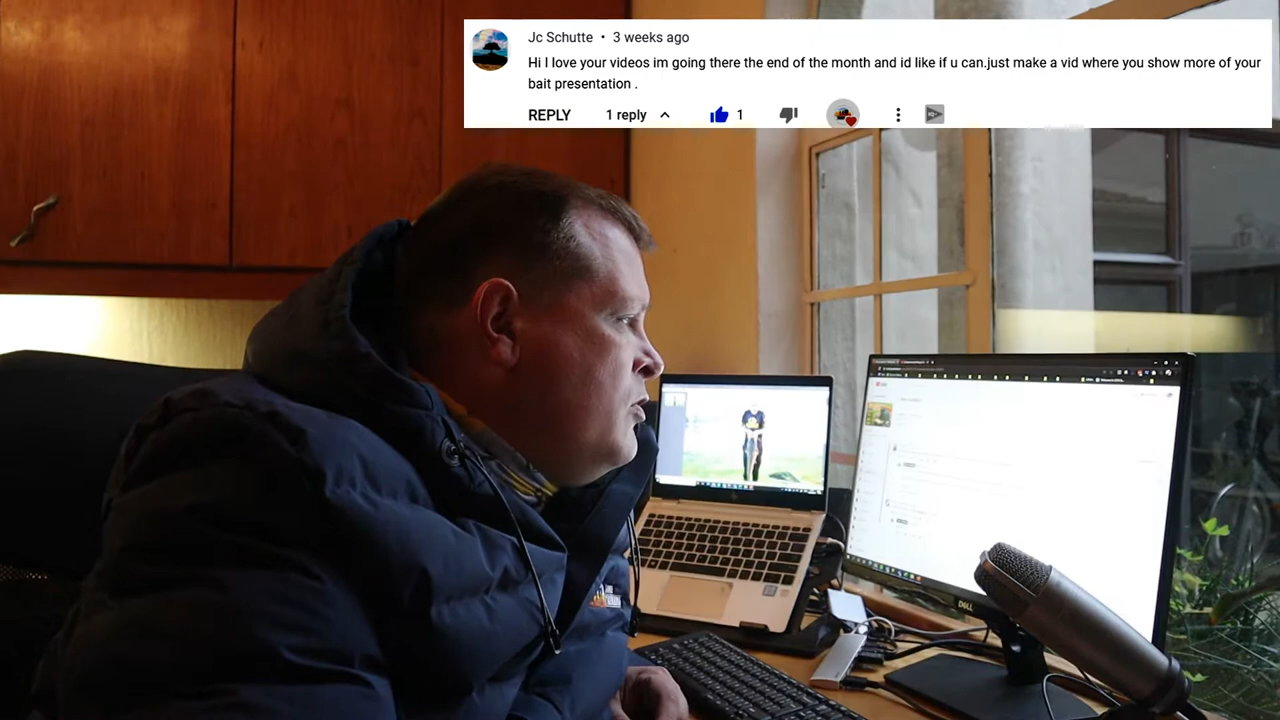 Jc Schutte • 3 weeks ago
Hi I love your videos im going there the end of the month and id like if u can.just make a vid where you show more of your
bait presentation .
REPLY 1 reply 1
DELL